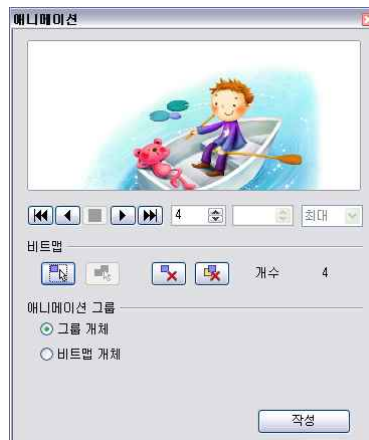 애니메이션
4 최대
비트맵
개수 4
애니메이션 그룹
그룹 개체
비트맵 개체
작성